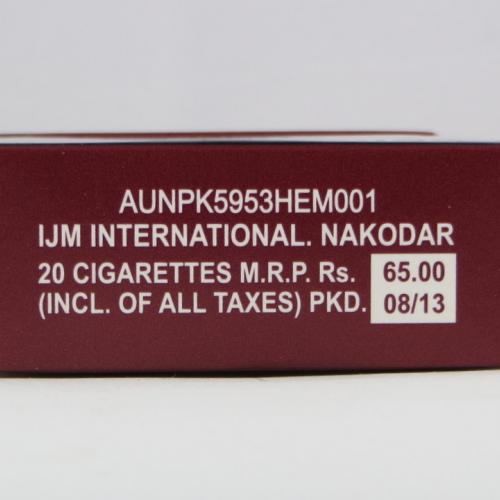 AUNPK5953HEM001
IJM INTERNATIONAL. NAKODAR
20 CIGARETTES M.R.P. Rs. 65.00
(INCL. OF ALL TAXES) PKD. 08/13